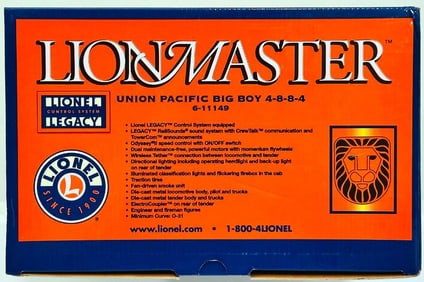 LIONMASTER™
UNION PACIFIC BIG BOY 4-8-8-4
6-11149
LIONEL
CONTROL SYSTEM
LEGACY
• Lionel LEGACY™ Control System equipped
• LEGACY™ RailSounds® sound system with CrewTalk™ communication and
TowerCom™ announcements
• Odyssey®II speed control with ON/OFF switch
• Dual maintenance-free, powerful motors with momentum flywheels
• Wireless Tether™ connection between locomotive and tender
• Directional lighting including operating headlight and back-up light
on rear of tender
• Illuminated classification lights and flickering firebox in the cab
• Traction tires
• Fan-driven smoke unit
• Die-cast metal locomotive body, pilot and trucks
• Die-cast metal tender body and trucks
• ElectroCoupler™ on rear of tender
• Engineer and fireman figures
• Minimum Curve: O-31
LIONEL
L
SINCE 1900
www.lionel.com • 1-800-4LIONEL